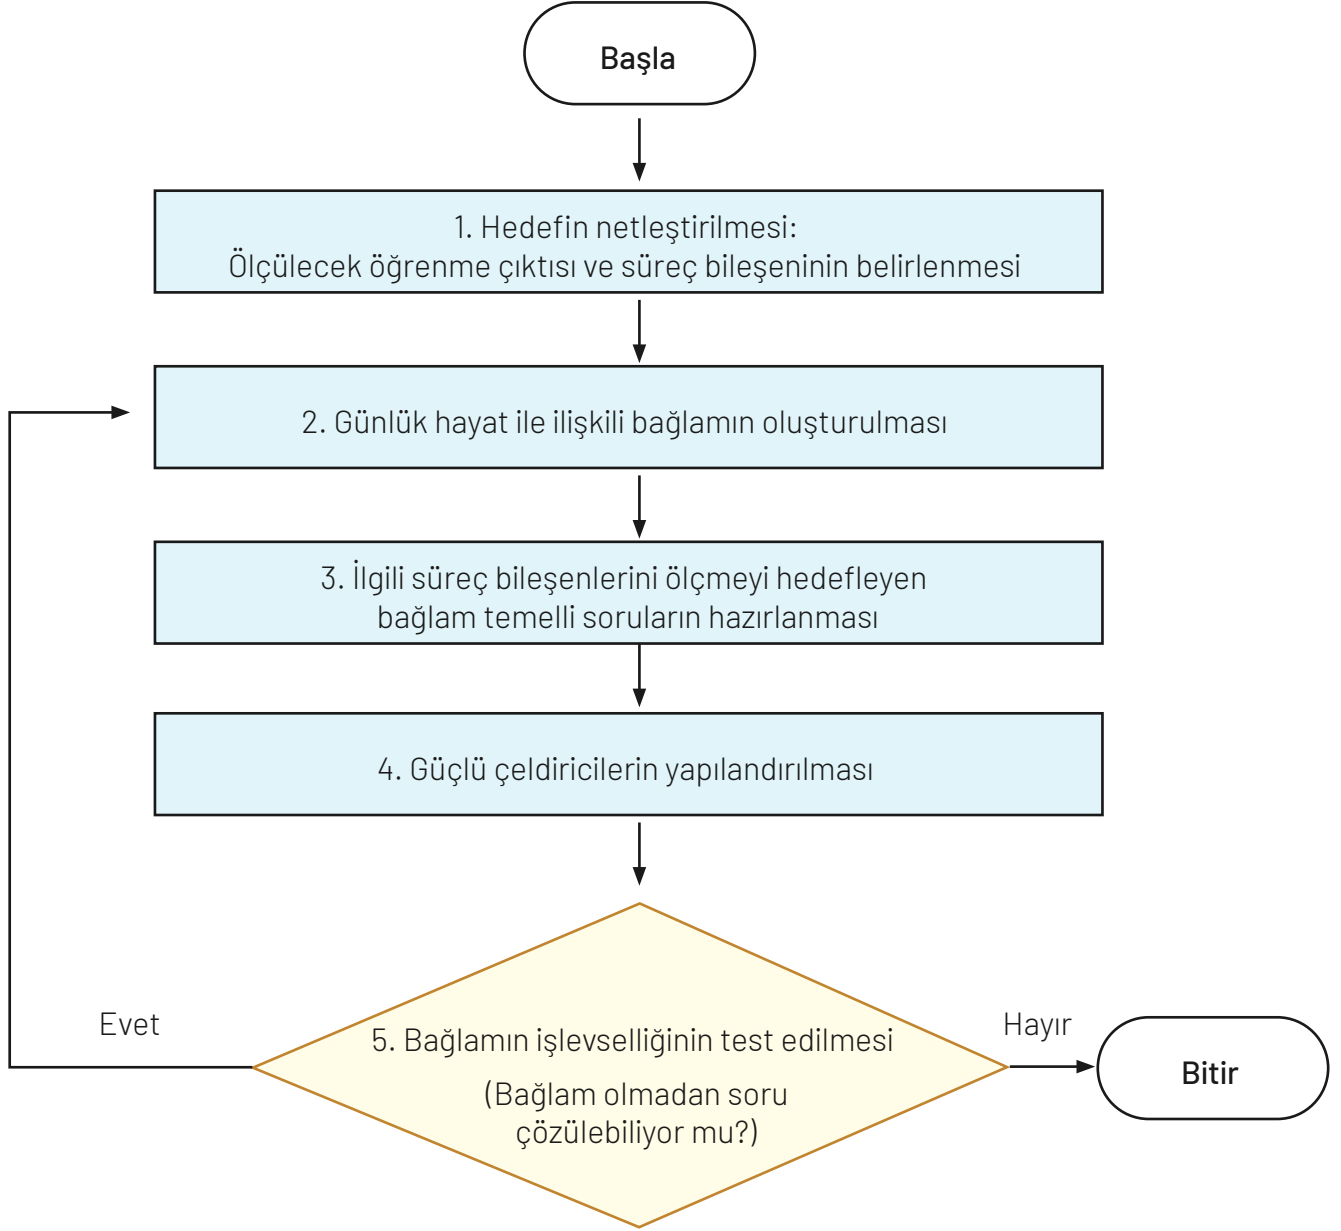 Başla
1. Hedefin netleştirilmesi:
Ölçülecek öğrenme çıktısı ve süreç bileşeninin belirlenmesi
2. Günlük hayat ile ilişkili bağlamın oluşturulması
3. İlgili süreç bileşenlerini ölçmeyi hedefleyen
bağlam temelli soruların hazırlanması
4. Güçlü çeldiricilerin yapılandırılması
Evet
5. Bağlamın işlevselliğinin test edilmesi
(Bağlam olmadan soru
çözülebiliyor mu?)
Hayır
Bitir